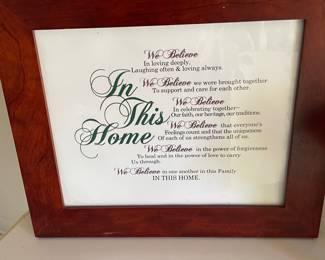 We Believe
In loving deeply,
Laughing often & loving always.
We Believe we were brought together
To support and care for each other.
In
This
Home
We Believe
In celebrating together~
Our faith, our heritage, our traditions.
We Believe that everyone's
Feelings count and that the uniqueness
Of each of us strengthens all of us.
We Believe in the power of forgiveness
To heal and in the power of love to carry
Us through.
We Believe in one another in this Family
IN THIS HOME.